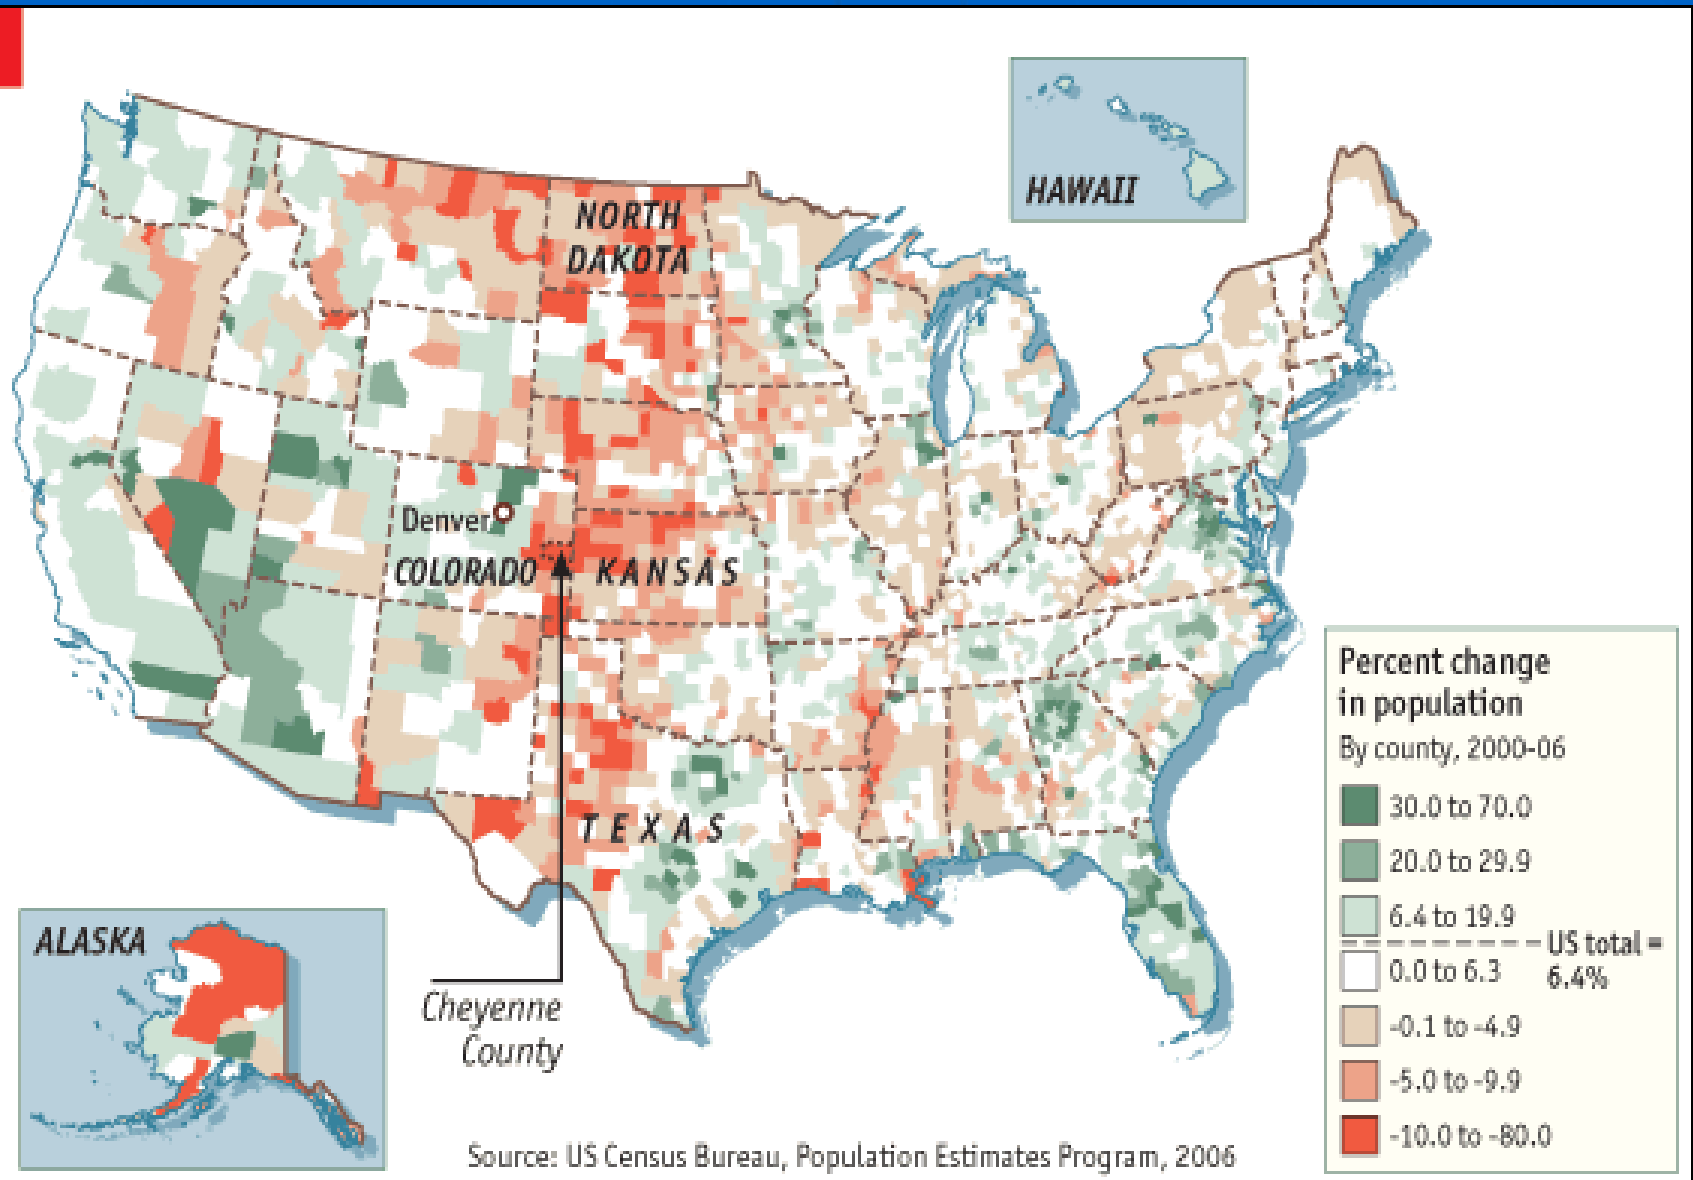 HAWAII
NORTH
DAKOTA
Denver
COLORADO
KANSAS
TEXAS
ALASKA
Cheyenne
County
Percent change
in population
By county, 2000-06
30.0 to 70.0
20.0 to 29.9
6.4 to 19.9
US total =
6.4%
0.0 to 6.3
-0.1 to -4.9
-5.0 to -9.9
-10.0 to -80.0
Source: US Census Bureau, Population Estimates Program, 2006